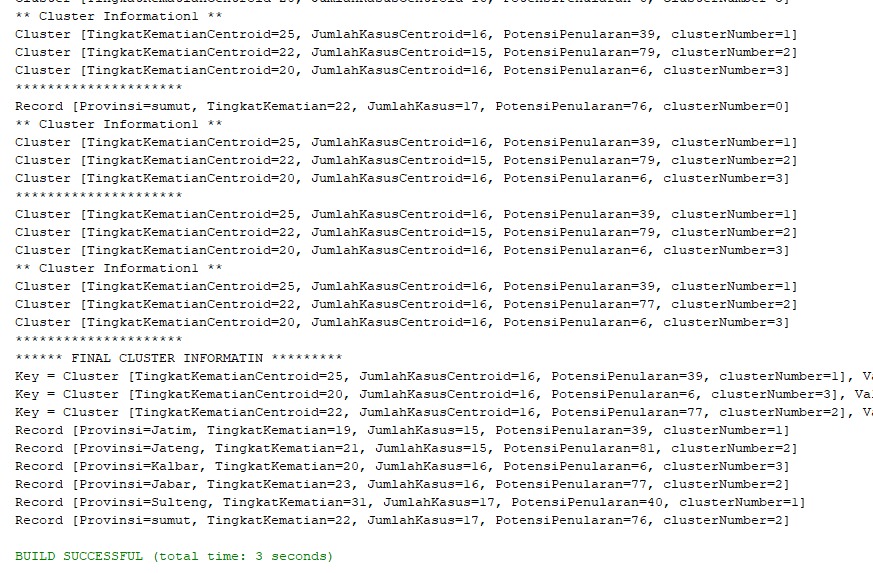 ** Cluster Information1 **
Cluster [TingkatKematianCentroid=25, JumlahKasusCentroid=16, PotensiPenularan=39, clusterNumber=1]
Cluster [TingkatKematianCentroid=22, JumlahKasusCentroid=15, PotensiPenularan=79, clusterNumber=2]
Cluster [TingkatKematianCentroid=20, JumlahKasusCentroid=16, PotensiPenularan=6, clusterNumber=3]
*********************
Record [Provinsi=sumut, TingkatKematian=22, JumlahKasus=17, PotensiPenularan=76, clusterNumber=0]
** Cluster Information1 **
Cluster [TingkatKematianCentroid=25, JumlahKasusCentroid=16, PotensiPenularan=39, clusterNumber=1]
Cluster [TingkatKematianCentroid=22, JumlahKasusCentroid=15, PotensiPenularan=79, clusterNumber=2]
Cluster [TingkatKematianCentroid=20, JumlahKasusCentroid=16, PotensiPenularan=6, clusterNumber=3]
*********************
Cluster [TingkatKematianCentroid=25, JumlahKasusCentroid=16, PotensiPenularan=39, clusterNumber=1]
Cluster [TingkatKematianCentroid=22, JumlahKasusCentroid=15, PotensiPenularan=79, clusterNumber=2]
Cluster [TingkatKematianCentroid=20, JumlahKasusCentroid=16, PotensiPenularan=6, clusterNumber=3]
** Cluster Information1 **
Cluster [TingkatKematianCentroid=25, JumlahKasusCentroid=16, PotensiPenularan=39, clusterNumber=1]
Cluster [TingkatKematianCentroid=22, JumlahKasusCentroid=16, PotensiPenularan=77, clusterNumber=2]
Cluster [TingkatKematianCentroid=20, JumlahKasusCentroid=16, PotensiPenularan=6, clusterNumber=3]
*********************
****** FINAL CLUSTER INFORMATIN *********
Key = Cluster [TingkatKematianCentroid=25, JumlahKasusCentroid=16, PotensiPenularan=39, clusterNumber=1],
Key = Cluster [TingkatKematianCentroid=20, JumlahKasusCentroid=16, PotensiPenularan=6, clusterNumber=3],
Key = Cluster [TingkatKematianCentroid=22, JumlahKasusCentroid=16, PotensiPenularan=77, clusterNumber=2],
Record [Provinsi=Jatim, TingkatKematian=19, JumlahKasus=15, PotensiPenularan=39, clusterNumber=1]
Record [Provinsi=Jateng, TingkatKematian=21, JumlahKasus=15, PotensiPenularan=81, clusterNumber=2]
Record [Provinsi=Kalbar, TingkatKematian=20, JumlahKasus=16, PotensiPenularan=6, clusterNumber=3]
Record [Provinsi=Jabar, TingkatKematian=23, JumlahKasus=16, PotensiPenularan=77, clusterNumber=2]
Record [Provinsi=Sulteng, TingkatKematian=31, JumlahKasus=17, PotensiPenularan=40, clusterNumber=1]
Record [Provinsi=sumut, TingkatKematian=22, JumlahKasus=17, PotensiPenularan=76, clusterNumber=2]
BUILD SUCCESSFUL (total time: 3 seconds)